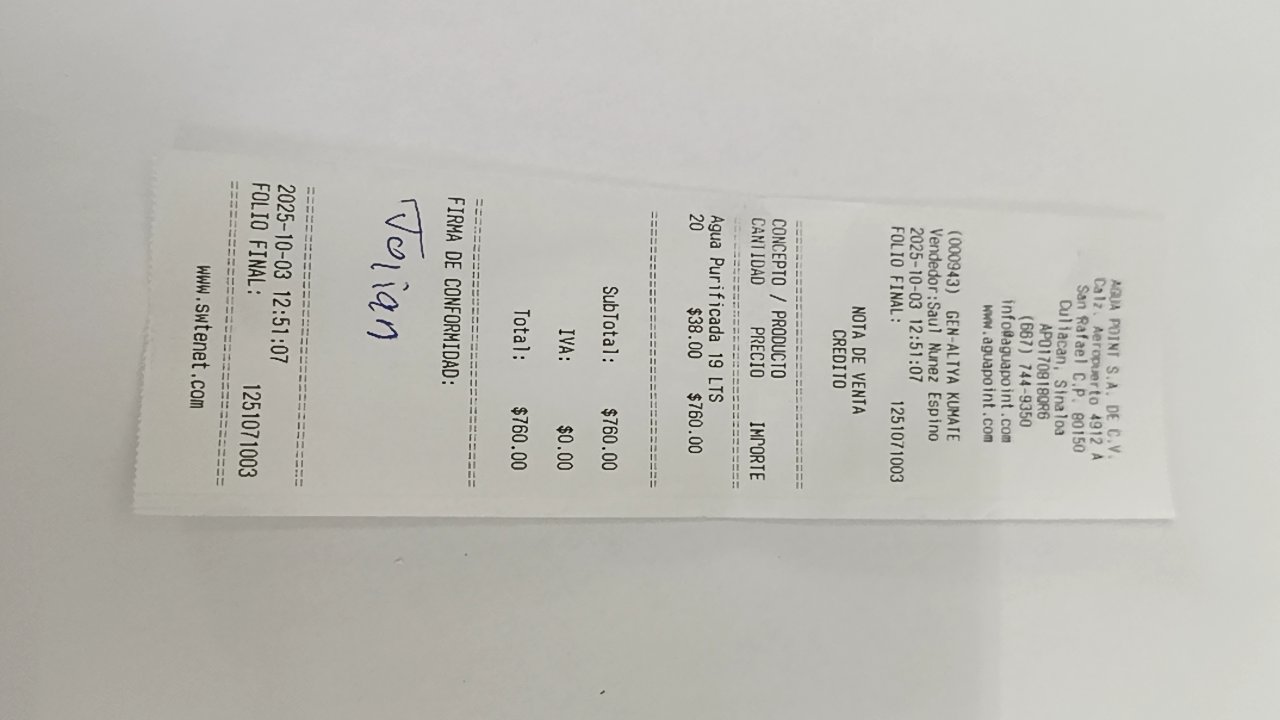 AGUA POINT S.A. DE C.V.
Calz. Aeropuerto 4912 A
San Rafael C.P. 80150
Culiacan, Sinaloa
APO170818QR6
(667) 744-9350
info@aguapoint.com
www.aguapoint.com
(000943) GEN-ALTYA KUMATE
Vendedor:Saul Nunez Espino
2025-10-03 12:51:07
FOLIO FINAL: 1251071003
NOTA DE VENTA
CREDITO
================================
CONCEPTO / PRODUCTO
CANTIDAD PRECIO IMPORTE
================================
Agua Purificada 19 LTS
20 $38.00 $760.00
================================
SubTotal: $760.00
IVA: $0.00
Total: $760.00
================================
FIRMA DE CONFORMIDAD:
Julian
================================
2025-10-03 12:51:07
FOLIO FINAL: 1251071003
================================
www.swtenet.com